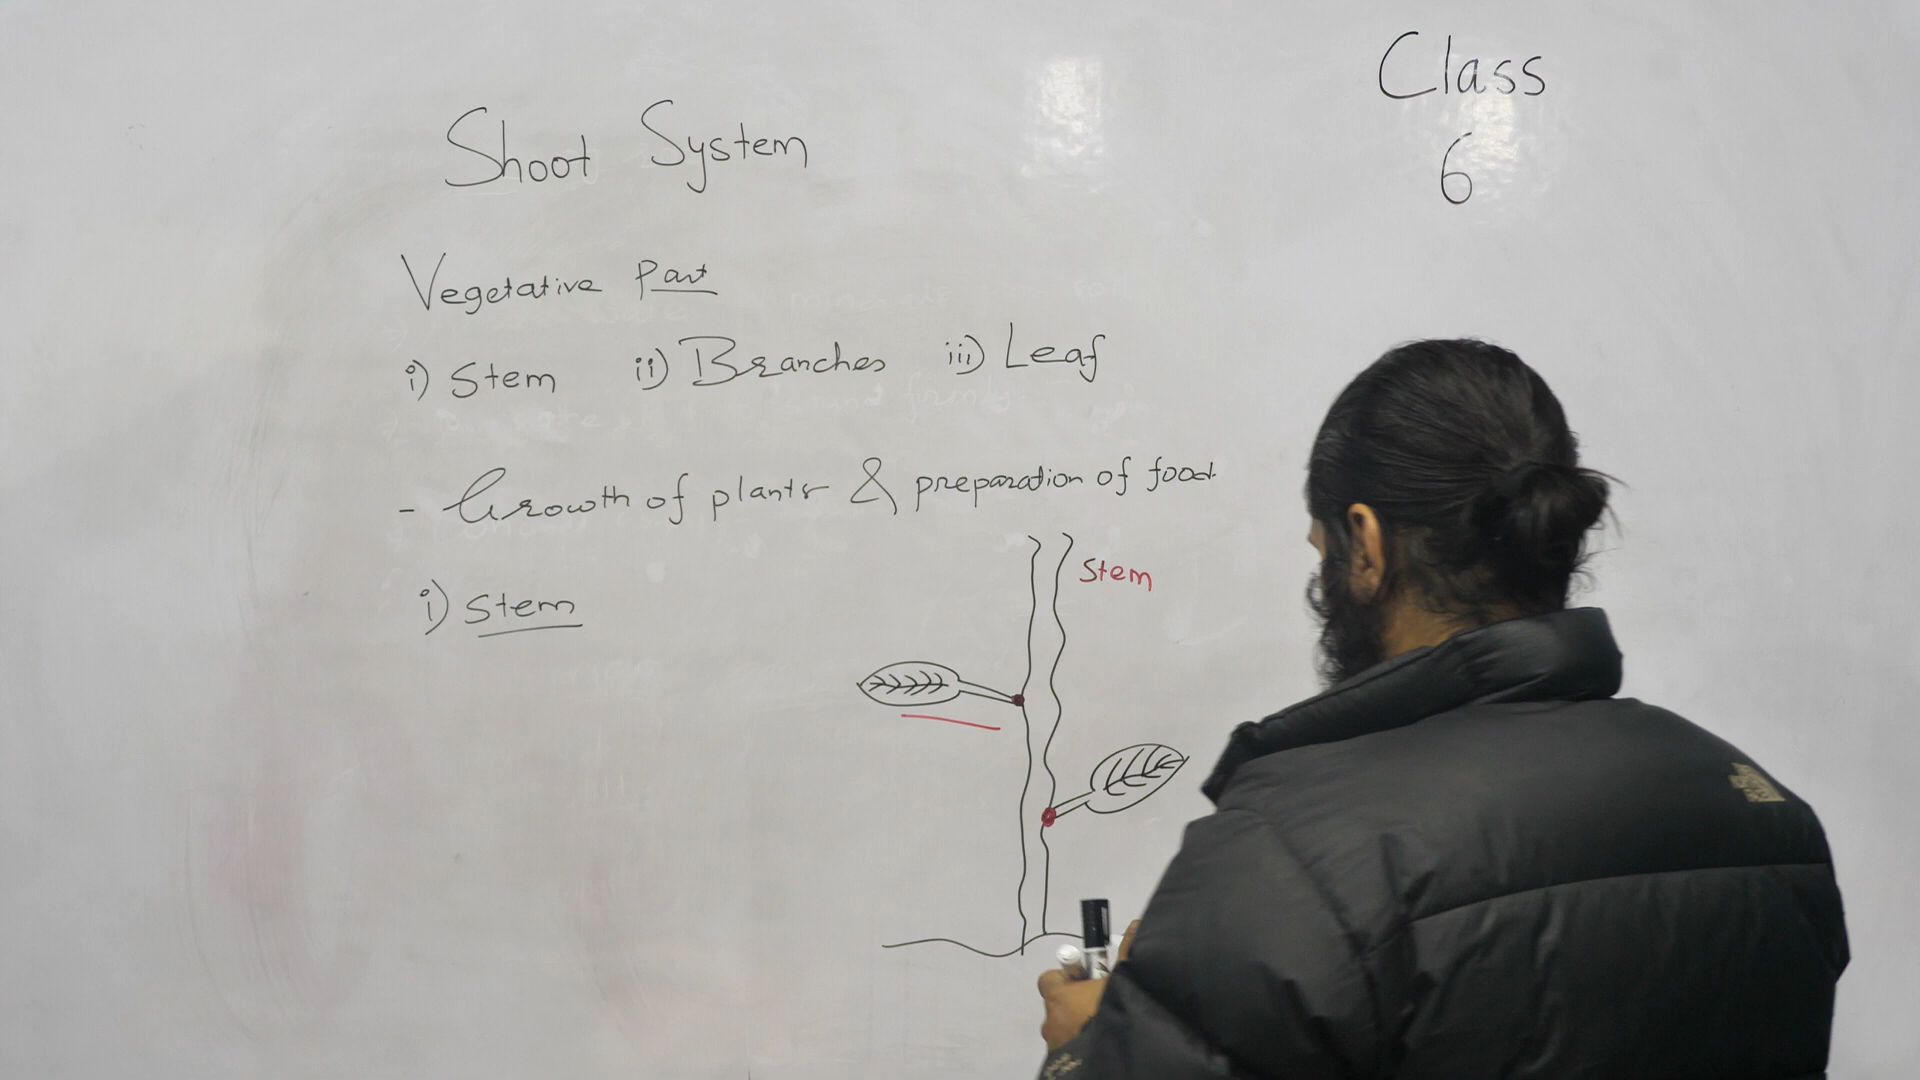 Class
6
Shoot System
Vegetative Part
i) Stem ii) Branches iii) Leaf
- Growth of plants & preparation of food.
Stem
i) Stem